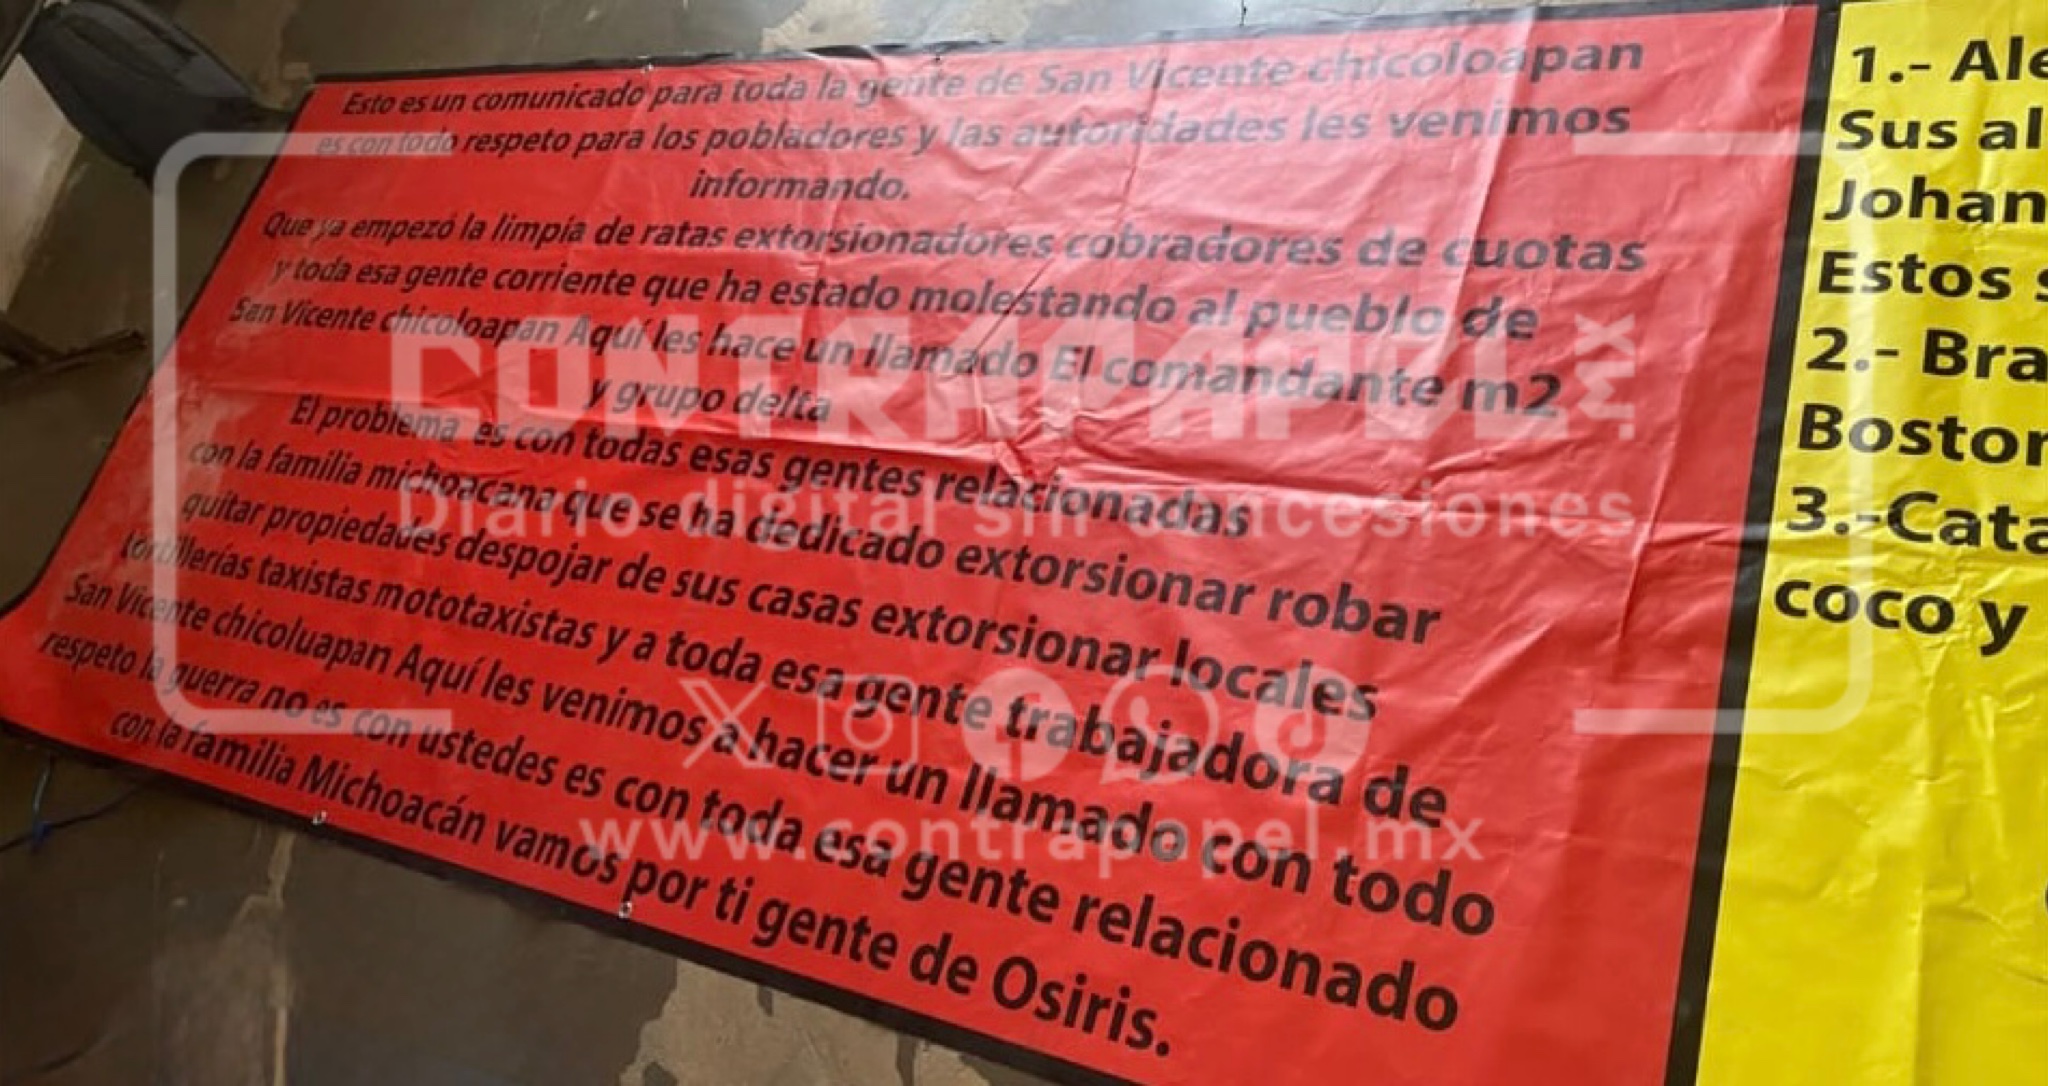 Esto es un comunicado para toda la gente de San Vicente chicoloapan
es con todo respeto para los pobladores y las autoridades les venimos
informando.
Que ya empezó la limpía de ratas extorsionadores cobradores de cuotas
y toda esa gente corriente que ha estado molestando al pueblo de
San Vicente chicoloapan Aquí les hace un llamado El comandante m2
y grupo delta
El problema es con todas esas gentes relacionadas
con la familia michoacana que se ha dedicado extorsionar robar
quitar propiedades despojar de sus casas extorsionar locales
tortillerías taxistas mototaxistas y a toda esa gente trabajadora de
San Vicente chicoluapan Aquí les venimos a hacer un llamado con todo
respeto la guerra no es con ustedes es con toda esa gente relacionado
con la familia Michoacán vamos por ti gente de Osiris.
1.- Ale
Sus al
Johan
Estos s
2.- Bra
Boston
3.-Cata
coco y
CONTRAPAPEL.MX
Diario digital sin concesiones
www.contrapapel.mx